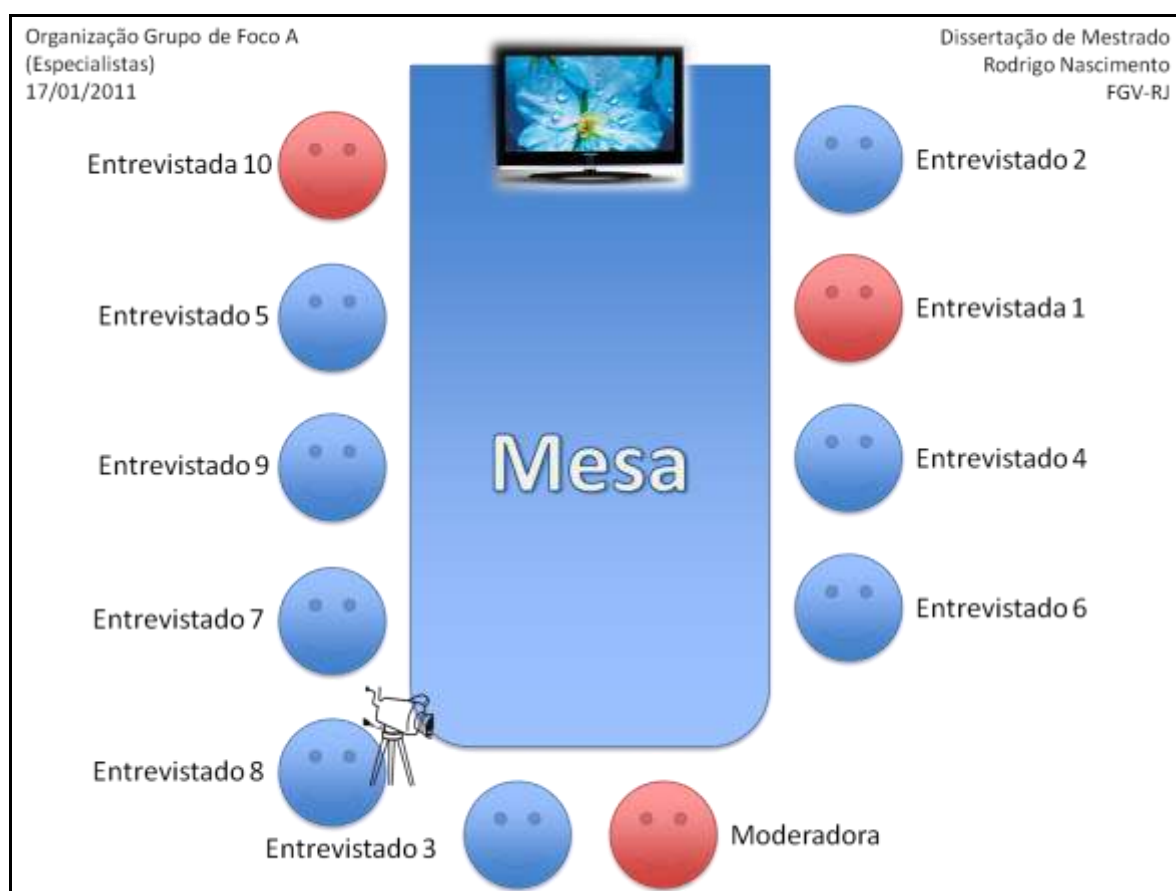 Organização Grupo de Foco A
(Especialistas)
17/01/2011
Dissertação de Mestrado
Rodrigo Nascimento
FGV-RJ
Entrevistada 10
Entrevistado 2
Entrevistado 5
Entrevistada 1
Entrevistado 9
Mesa
Entrevistado 4
Entrevistado 7
Entrevistado 6
Entrevistado 8
Entrevistado 3
Moderadora